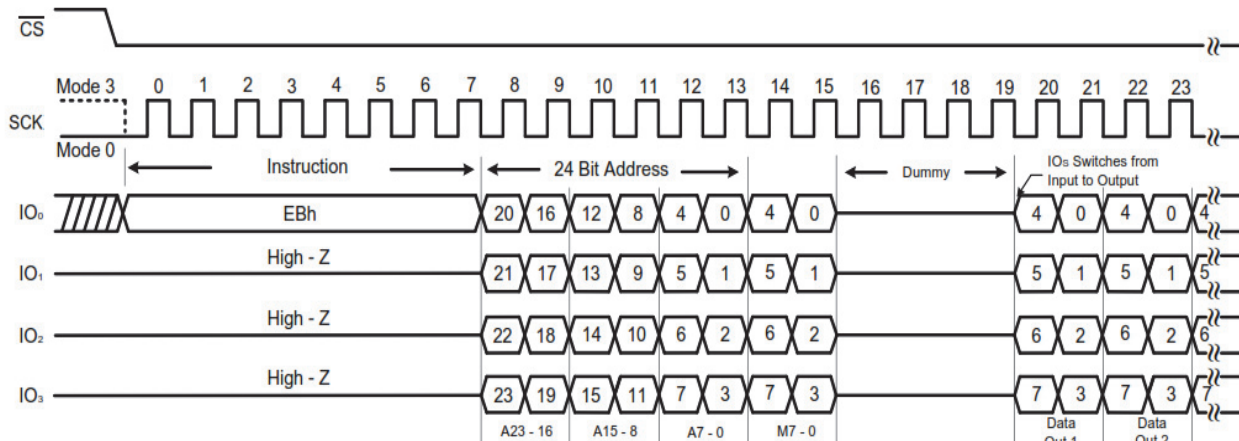 CS
Mode 3 0 1 2 3 4 5 6 7 8 9 10 11 12 13 14 15 16 17 18 19 20 21 22 23
SCK
Mode 0
Instruction 24 Bit Address Dummy IOs Switches from
Input to Output
IO₀ EBh 20 16 12 8 4 0 4 0 4 0 4 0 4
High - Z
IO₁ 21 17 13 9 5 1 5 1 5 1 5 1 5
High - Z
IO₂ 22 18 14 10 6 2 6 2 6 2 6 2 6
High - Z
IO₃ 23 19 15 11 7 3 7 3 7 3 7 3 7
A23 - 16 A15 - 8 A7 - 0 M7 - 0 Data Data
Out 1 Out 2